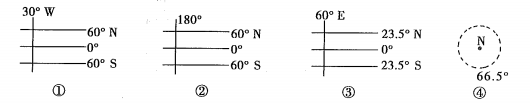 30° W
60° N
0°
60° S
①
180°
60° N
0°
60° S
②
60° E
23.5° N
0°
23.5° S
③
N
66.5°
④